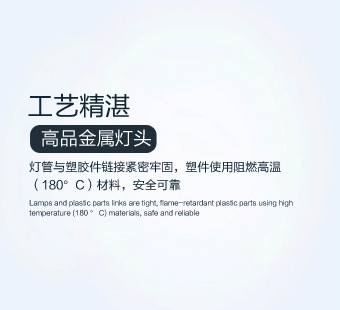 工艺精湛
高品金属灯头
灯管与塑胶件链接紧密牢固，塑件使用阻燃高温
（180°C）材料，安全可靠
Lamps and plastic parts links are tight, flame-retardant plastic parts using high
temperature (180 ° C) materials, safe and reliable